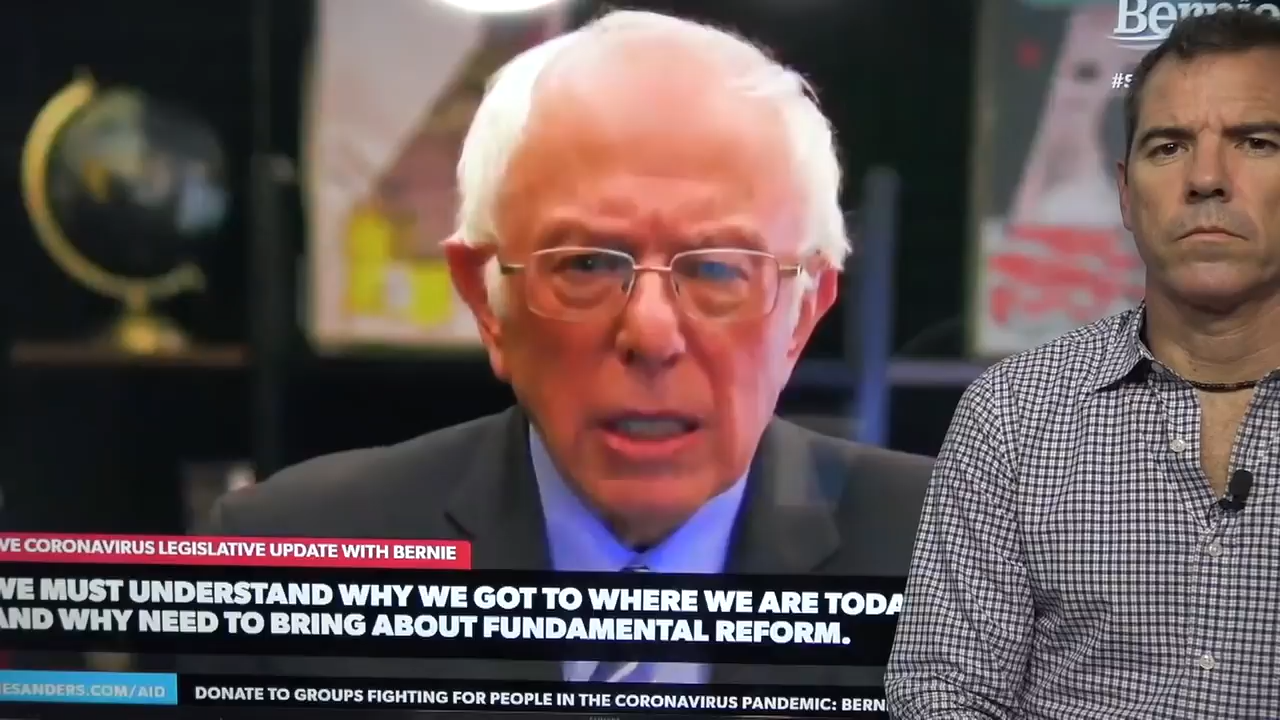 Bernie
VE CORONAVIRUS LEGISLATIVE UPDATE WITH BERNIE
VE MUST UNDERSTAND WHY WE GOT TO WHERE WE ARE TODA
AND WHY NEED TO BRING ABOUT FUNDAMENTAL REFORM.
IESANDERS.COM/AID
DONATE TO GROUPS FIGHTING FOR PEOPLE IN THE CORONAVIRUS PANDEMIC: BERN